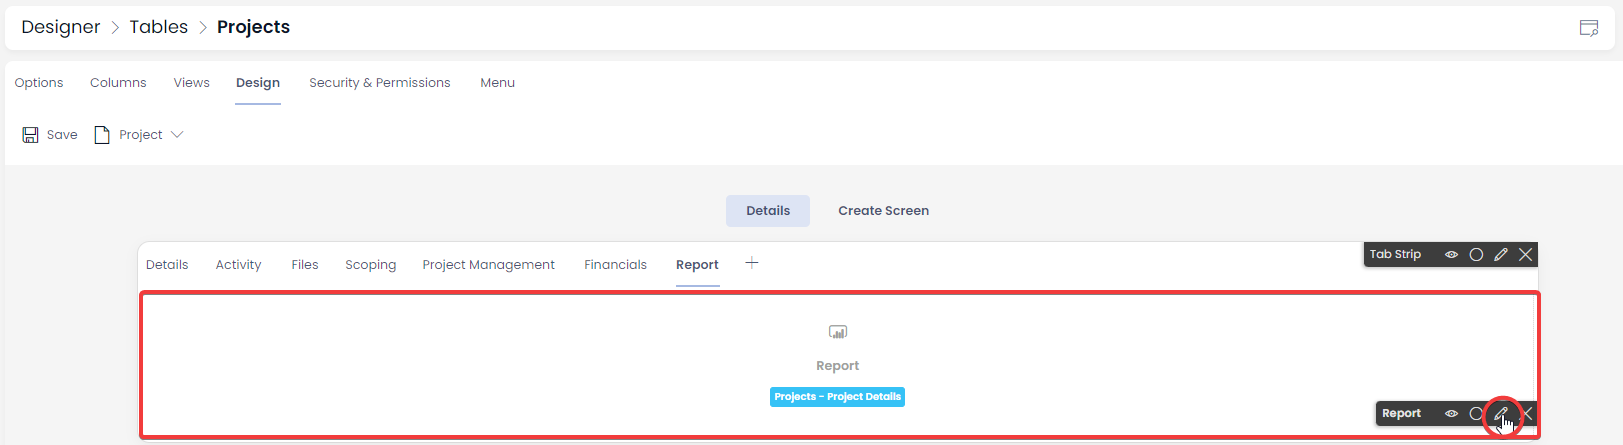 Designer > Tables > Projects
Options Columns Views Design Security & Permissions Menu
Save Project
Details Create Screen
Tab Strip
Details Activity Files Scoping Project Management Financials Report +
Report
Projects - Project Details
Report